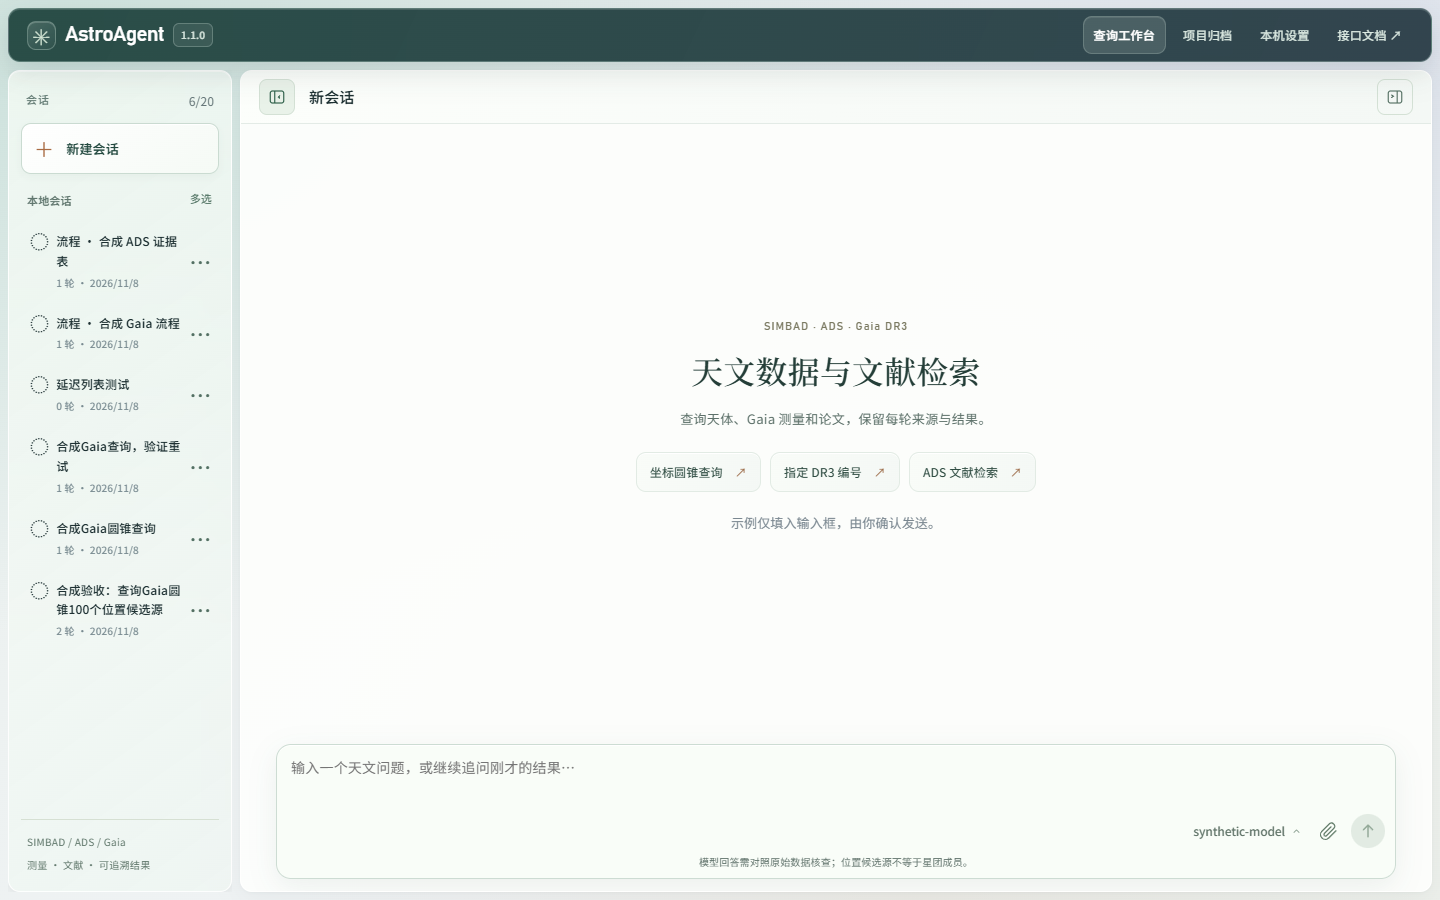 AstroAgent 1.1.0
查询工作台 项目归档 本机设置 接口文档 ↗
会话 6/20
新建会话
本地会话 多选
流程 · 合成 ADS 证据
表
1 轮 · 2026/11/8
流程 · 合成 Gaia 流程
1 轮 · 2026/11/8
延迟列表测试
0 轮 · 2026/11/8
合成Gaia查询，验证重
试
1 轮 · 2026/11/8
合成Gaia圆锥查询
1 轮 · 2026/11/8
合成验收：查询Gaia圆
锥100个位置候选源
2 轮 · 2026/11/8
SIMBAD / ADS / Gaia
测量 · 文献 · 可追溯结果
新会话
SIMBAD · ADS · Gaia DR3
天文数据与文献检索
查询天体、Gaia 测量和论文，保留每轮来源与结果。
坐标圆锥查询 ↗ 指定 DR3 编号 ↗ ADS 文献检索 ↗
示例仅填入输入框，由你确认发送。
输入一个天文问题，或继续追问刚才的结果…
synthetic-model
模型回答需对照原始数据核查；位置候选源不等于星团成员。